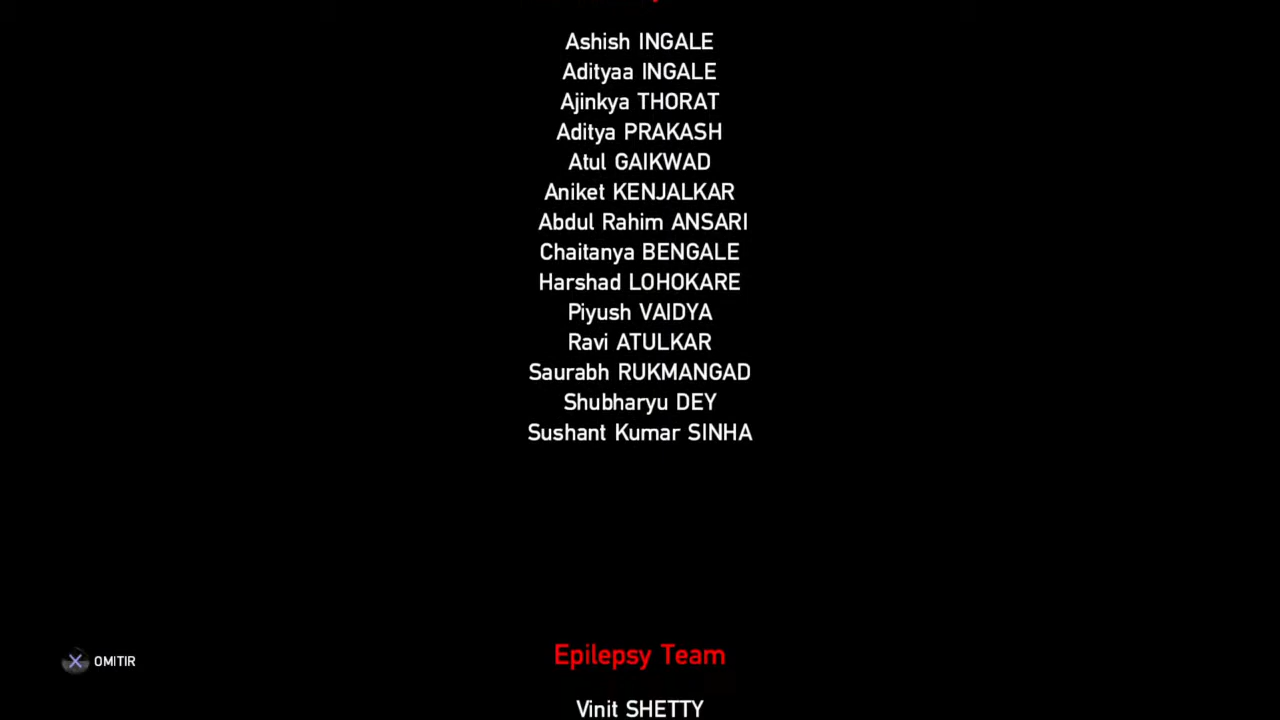 Ashish INGALE
Adityaa INGALE
Ajinkya THORAT
Aditya PRAKASH
Atul GAIKWAD
Aniket KENJALKAR
Abdul Rahim ANSARI
Chaitanya BENGALE
Harshad LOHOKARE
Piyush VAIDYA
Ravi ATULKAR
Saurabh RUKMANGAD
Shubharyu DEY
Sushant Kumar SINHA
OMITIR
Epilepsy Team
Vinit SHETTY